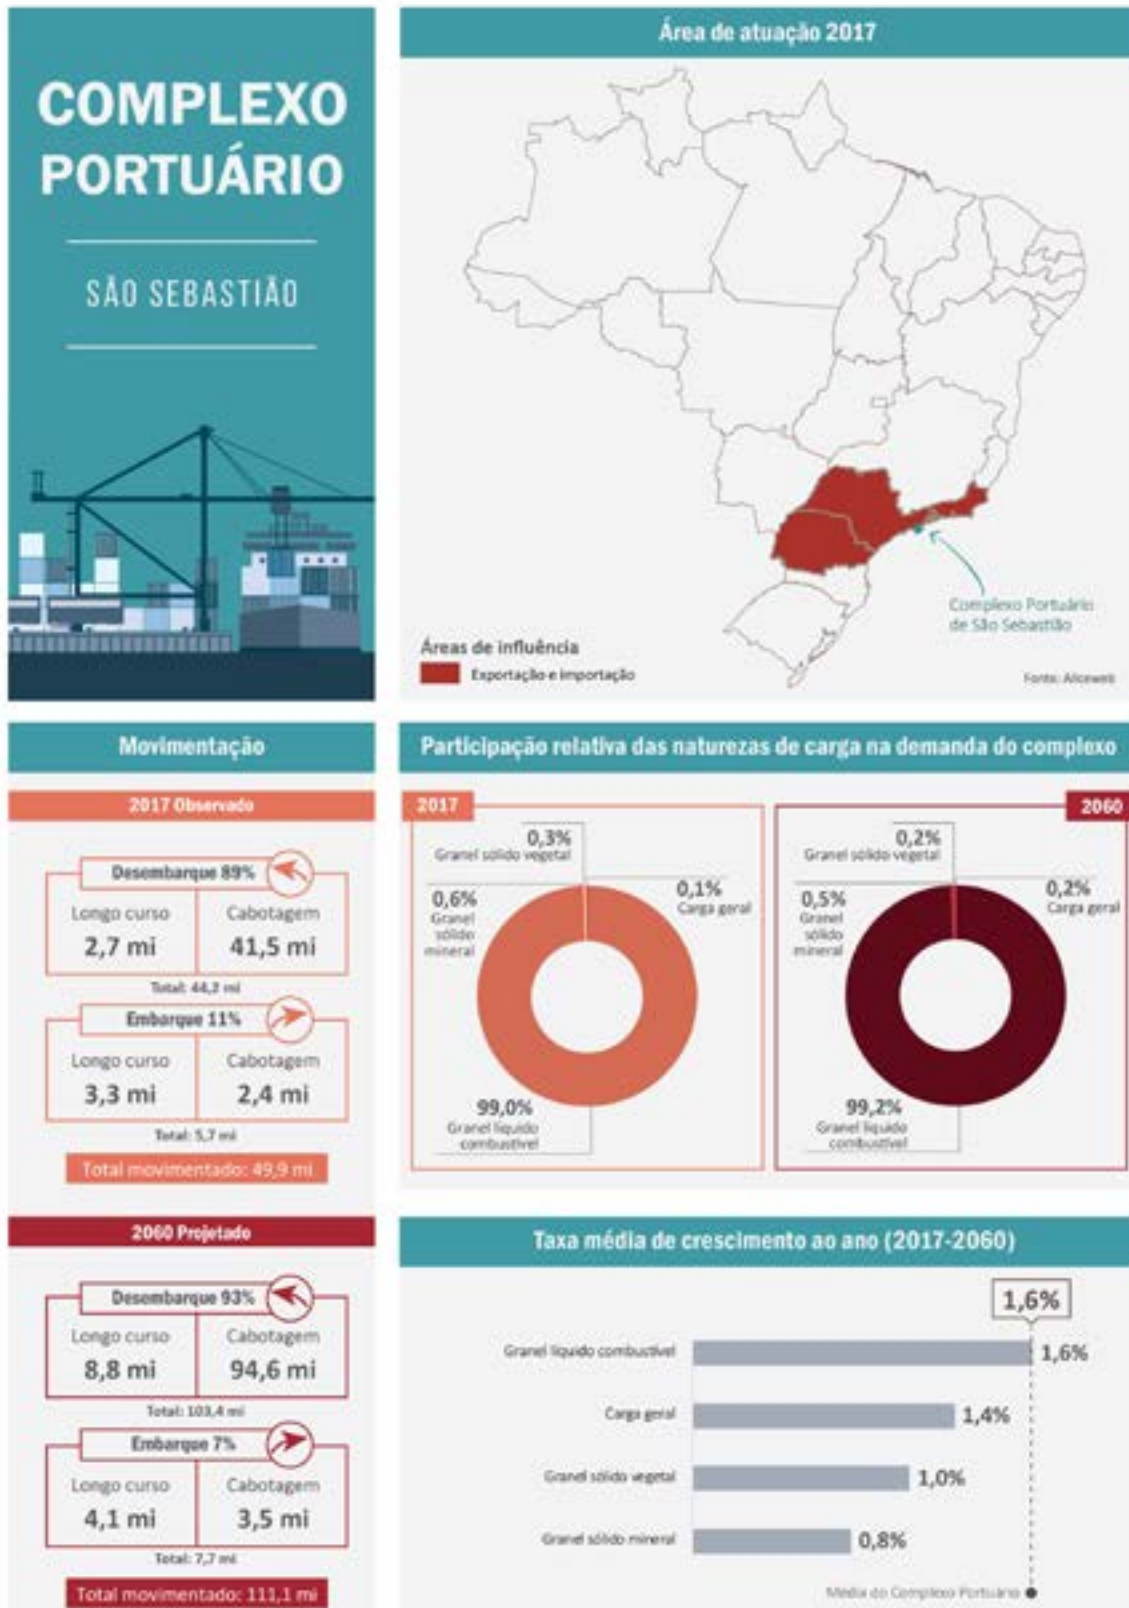 COMPLEXO
PORTUÁRIO
SÃO SEBASTIÃO
Área de atuação 2017
Complexo Portuário
de São Sebastião
Áreas de influência
Exportação e importação
Fonte: Aliceweb
Movimentação
2017 Observado
Desembarque 89%
Longo curso
2,7 mi
Cabotagem
41,5 mi
Total: 44,2 mi
Embarque 11%
Longo curso
3,3 mi
Cabotagem
2,4 mi
Total: 5,7 mi
Total movimentado: 49,9 mi
Participação relativa das naturezas de carga na demanda do complexo
2017
0,3%
Granel sólido vegetal
0,6%
Granel
sólido
mineral
0,1%
Carga geral
99,0%
Granel líquido
combustível
2060
0,2%
Granel sólido vegetal
0,5%
Granel
sólido
mineral
0,2%
Carga geral
99,2%
Granel líquido
combustível
2060 Projetado
Desembarque 93%
Longo curso
8,8 mi
Cabotagem
94,6 mi
Total: 103,4 mi
Embarque 7%
Longo curso
4,1 mi
Cabotagem
3,5 mi
Total: 7,7 mi
Total movimentado: 111,1 mi
Taxa média de crescimento ao ano (2017-2060)
1,6%
Granel líquido combustível
1,6%
Carga geral
1,4%
Granel sólido vegetal
1,0%
Granel sólido mineral
0,8%
Média do Complexo Portuário